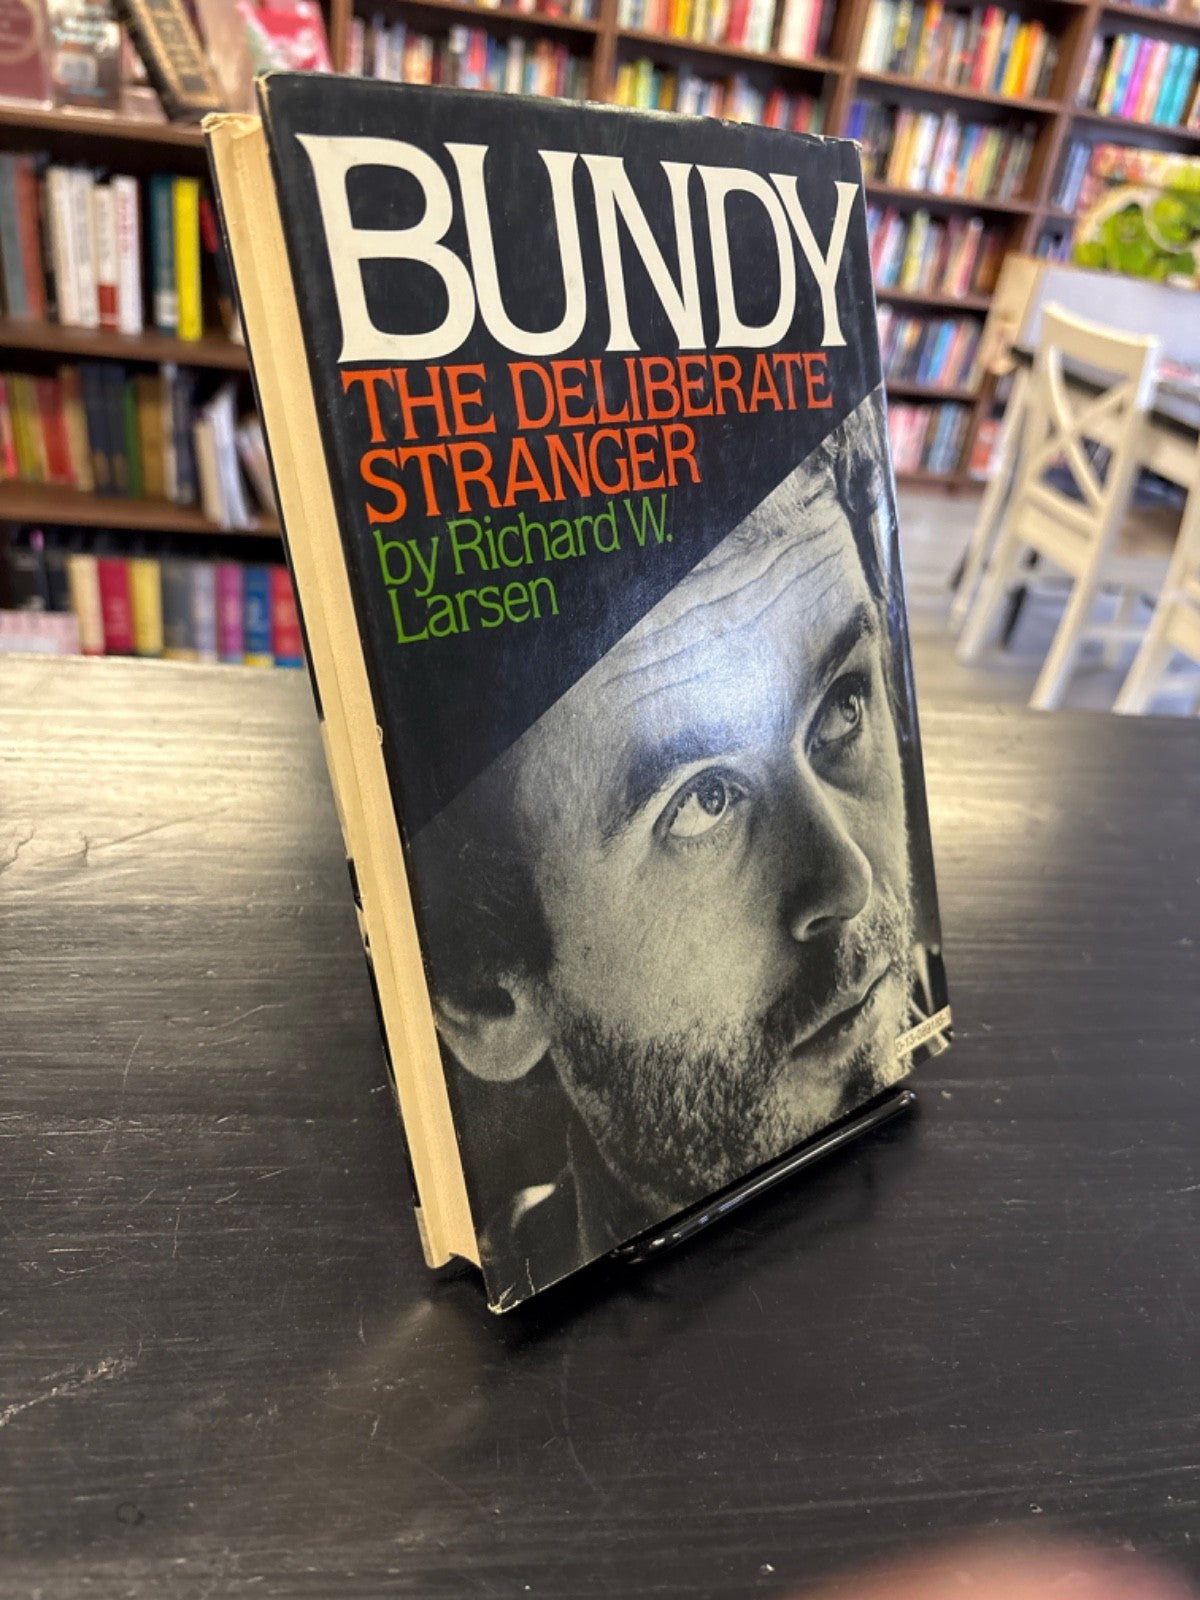 BUNDY
THE DELIBERATE
STRANGER
by Richard W.
Larsen